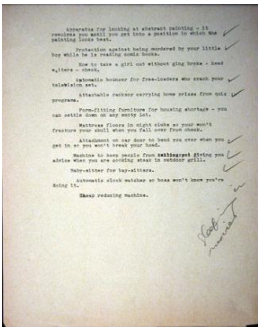 Apparatus for looking at abstract painting - it
revolves you until you get into a position in which the
painting looks best.
Protection against being murdered by your little
boy while he is reading comic books.
How to take a girl out without going broke - head
waiters - check.
Automatic bouncer for free-loaders who crash your
television set.
Attachable rackter carrying home prizes from quiz
programs.
Form-fitting furniture for housing shortage - you
can settle down on any empty lot.
Mattress floors in night clubs so your won't
fracture your skull when you fall over from check.
Attachment on car door to bend you over when you
get in so you won't break your head.
Machine to keep people from giving you
advice when you are cooking steak in outdoor grill.
Baby-sitter for baby-sitters.
Automatic clock watcher so boss won't know you're
doing it.
Cheap reducing machine.
Sleep in
movies